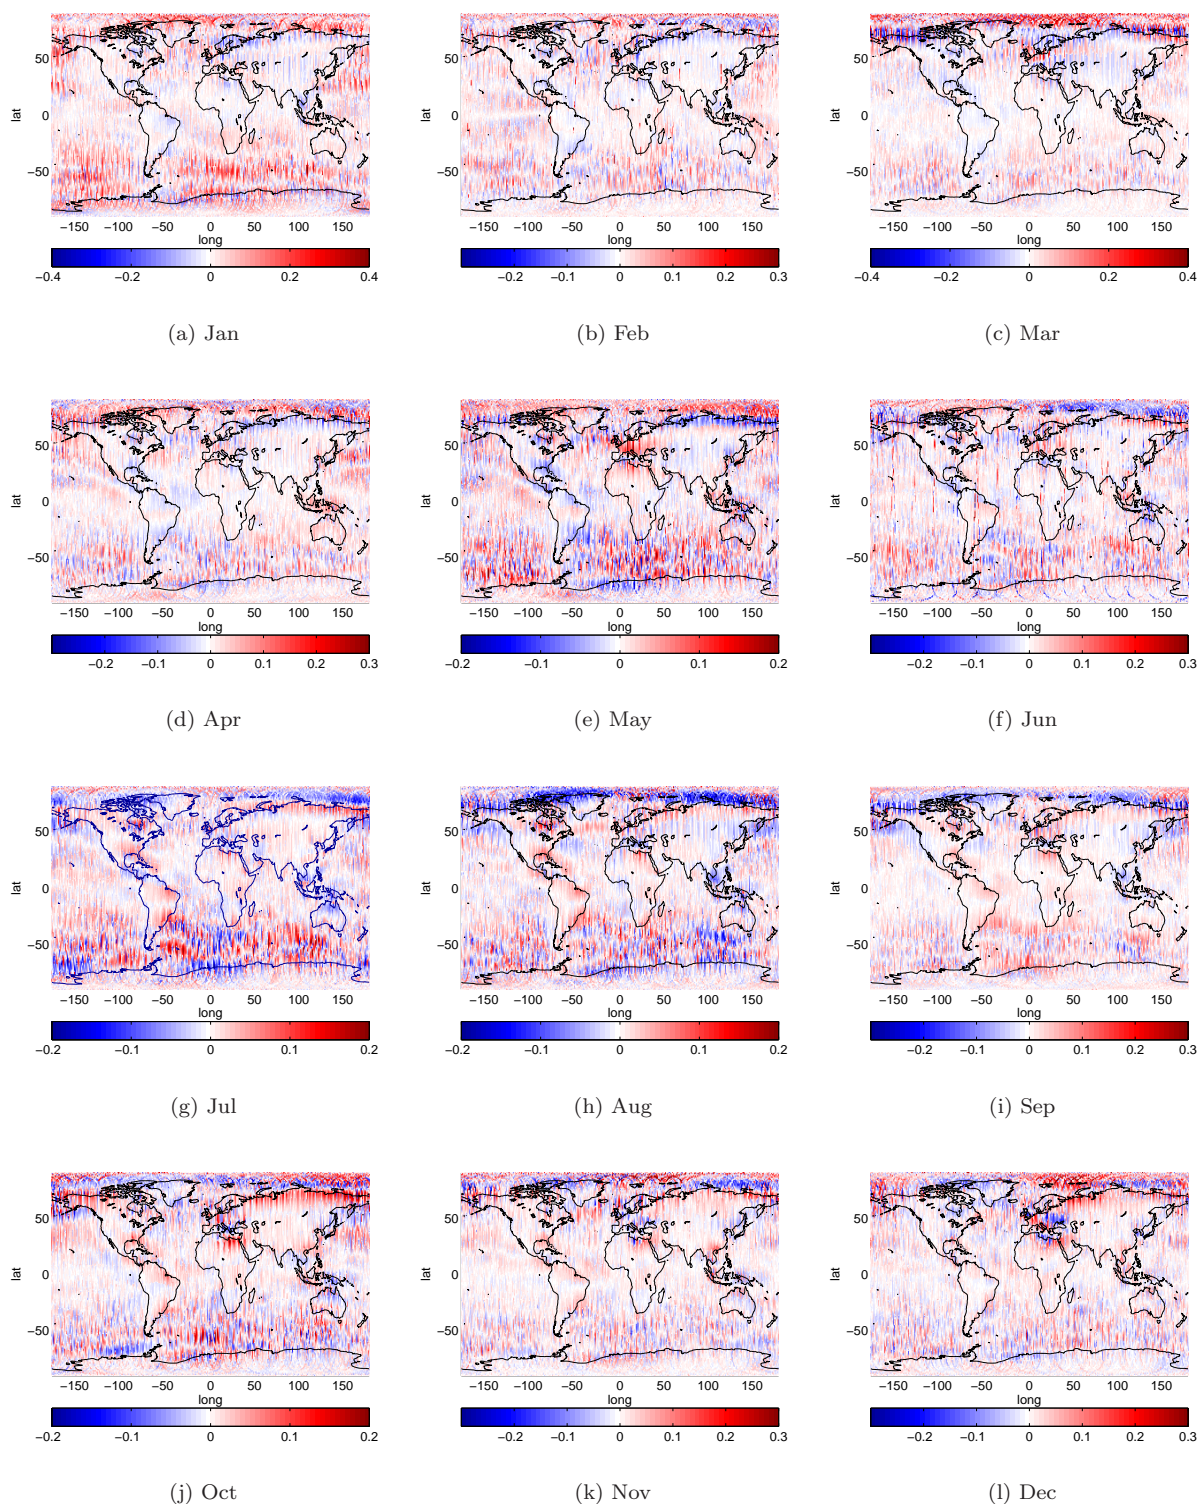 lat 50 0 −50
−150 −100 −50 0 50 100 150
long
−0.4 −0.2 0 0.2 0.4
(a) Jan
lat 50 0 −50
−150 −100 −50 0 50 100 150
long
−0.2 −0.1 0 0.1 0.2 0.3
(b) Feb
lat 50 0 −50
−150 −100 −50 0 50 100 150
long
−0.4 −0.2 0 0.2 0.4
(c) Mar
lat 50 0 −50
−150 −100 −50 0 50 100 150
long
−0.2 −0.1 0 0.1 0.2 0.3
(d) Apr
lat 50 0 −50
−150 −100 −50 0 50 100 150
long
−0.2 −0.1 0 0.1 0.2
(e) May
lat 50 0 −50
−150 −100 −50 0 50 100 150
long
−0.2 −0.1 0 0.1 0.2 0.3
(f) Jun
lat 50 0 −50
−150 −100 −50 0 50 100 150
long
−0.2 −0.1 0 0.1 0.2
(g) Jul
lat 50 0 −50
−150 −100 −50 0 50 100 150
long
−0.2 −0.1 0 0.1 0.2
(h) Aug
lat 50 0 −50
−150 −100 −50 0 50 100 150
long
−0.2 −0.1 0 0.1 0.2 0.3
(i) Sep
lat 50 0 −50
−150 −100 −50 0 50 100 150
long
−0.2 −0.1 0 0.1 0.2
(j) Oct
lat 50 0 −50
−150 −100 −50 0 50 100 150
long
−0.2 −0.1 0 0.1 0.2 0.3
(k) Nov
lat 50 0 −50
−150 −100 −50 0 50 100 150
long
−0.2 −0.1 0 0.1 0.2 0.3
(l) Dec